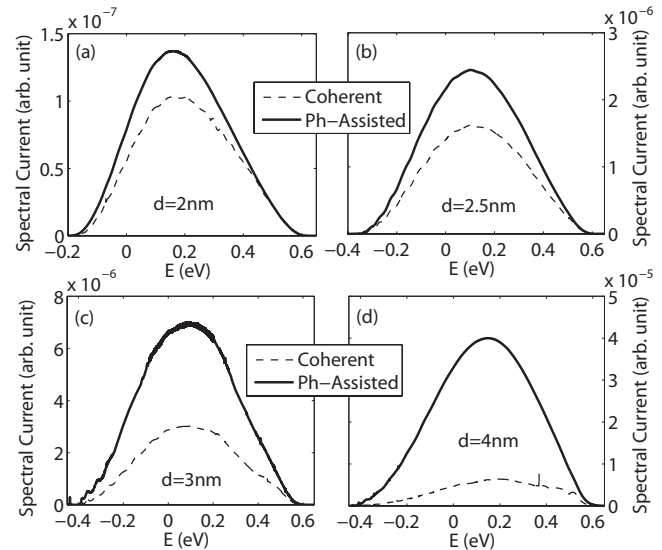 x 10⁻⁷
x 10⁻⁶
Spectral Current (arb. unit)
1.5
1
0.5
0
(a)
d=2nm
−0.2 0 0.2 0.4 0.6
E (eV)
Coherent
Ph−Assisted
(b)
d=2.5nm
3
2
1
0
Spectral Current (arb. unit)
−0.4 −0.2 0 0.2 0.4 0.6
E (eV)
x 10⁻⁶
x 10⁻⁵
Spectral Current (arb. unit)
8
6
4
2
0
(c)
d=3nm
−0.4 −0.2 0 0.2 0.4 0.6
E (eV)
Coherent
Ph−Assisted
(d)
d=4nm
5
4
3
2
1
0
Spectral Current (arb. unit)
−0.4 −0.2 0 0.2 0.4 0.6
E (eV)